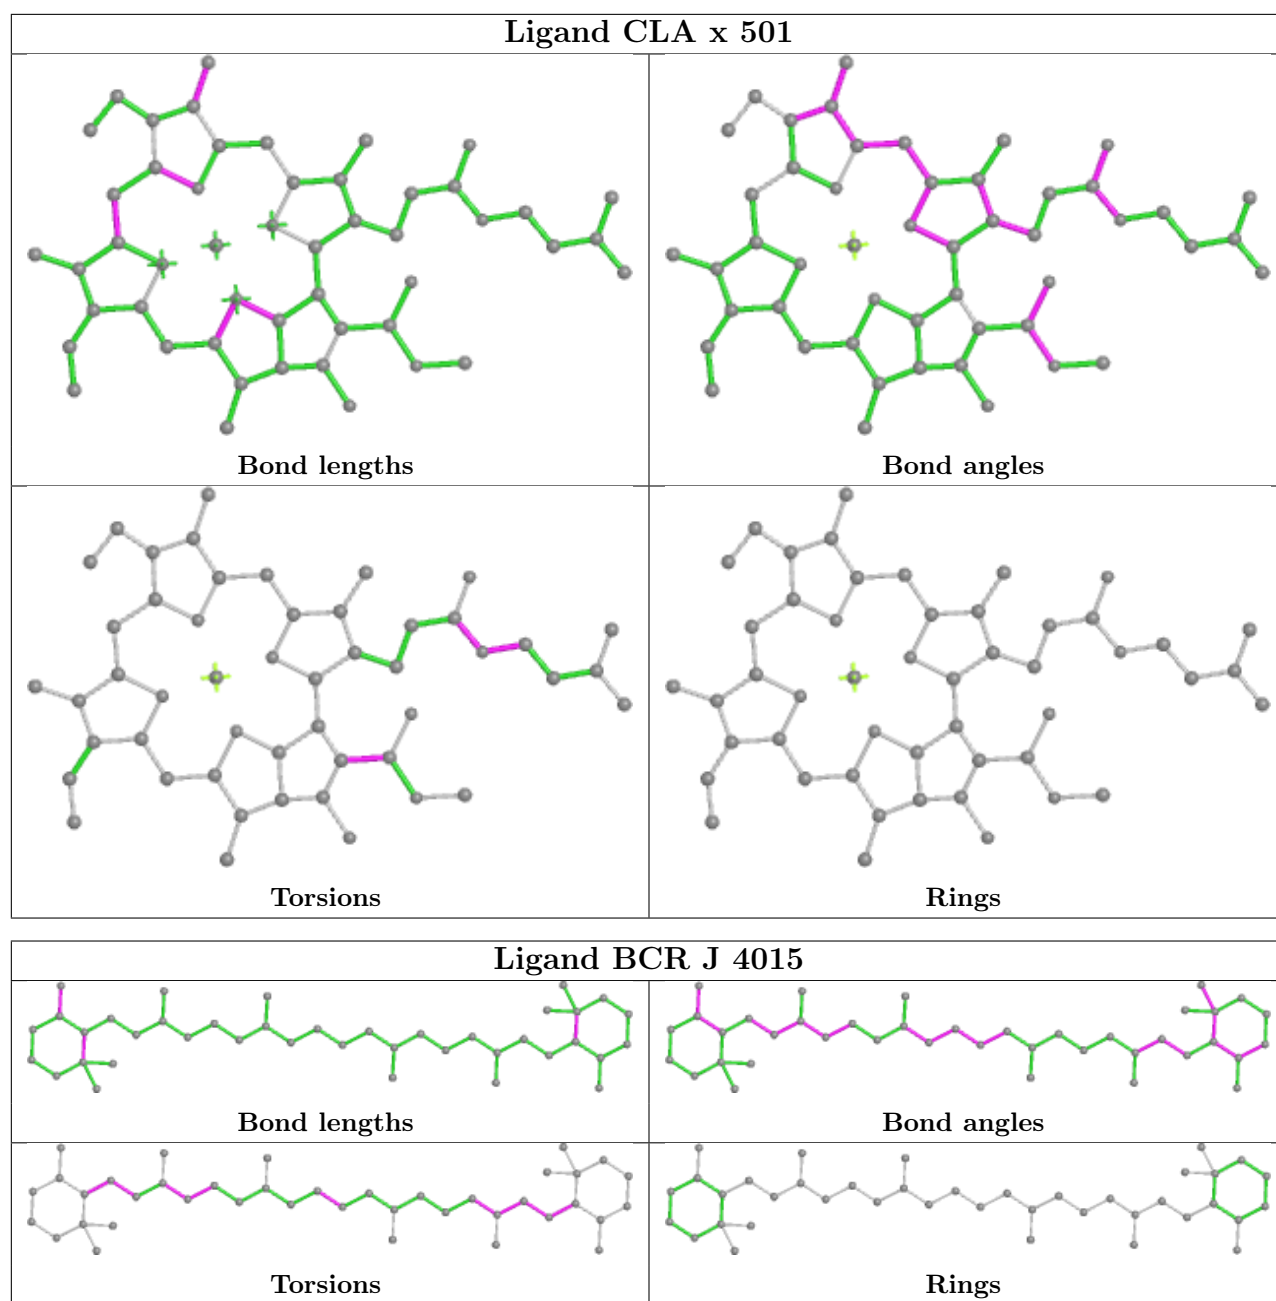 Ligand CLA x 501
Bond lengths
Bond angles
Torsions
Rings
Ligand BCR J 4015
Bond lengths
Bond angles
Torsions
Rings